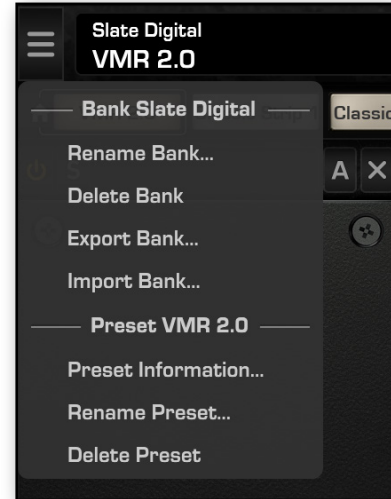 Slate Digital
VMR 2.0
Bank Slate Digital
Classic
Rename Bank...
A
Delete Bank
Export Bank...
Import Bank...
Preset VMR 2.0
Preset Information...
Rename Preset...
Delete Preset